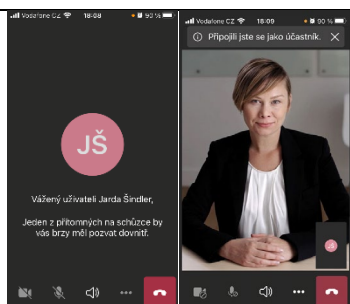 Vodafone CZ 18:08 90 %
JŠ
Vážený uživateli Jarda Šindler,
Jeden z přítomných na schůzce by
vás brzy měl pozvat dovnitř.
Vodafone CZ 18:09 90 %
Připojili jste se jako účastník.
JŠ